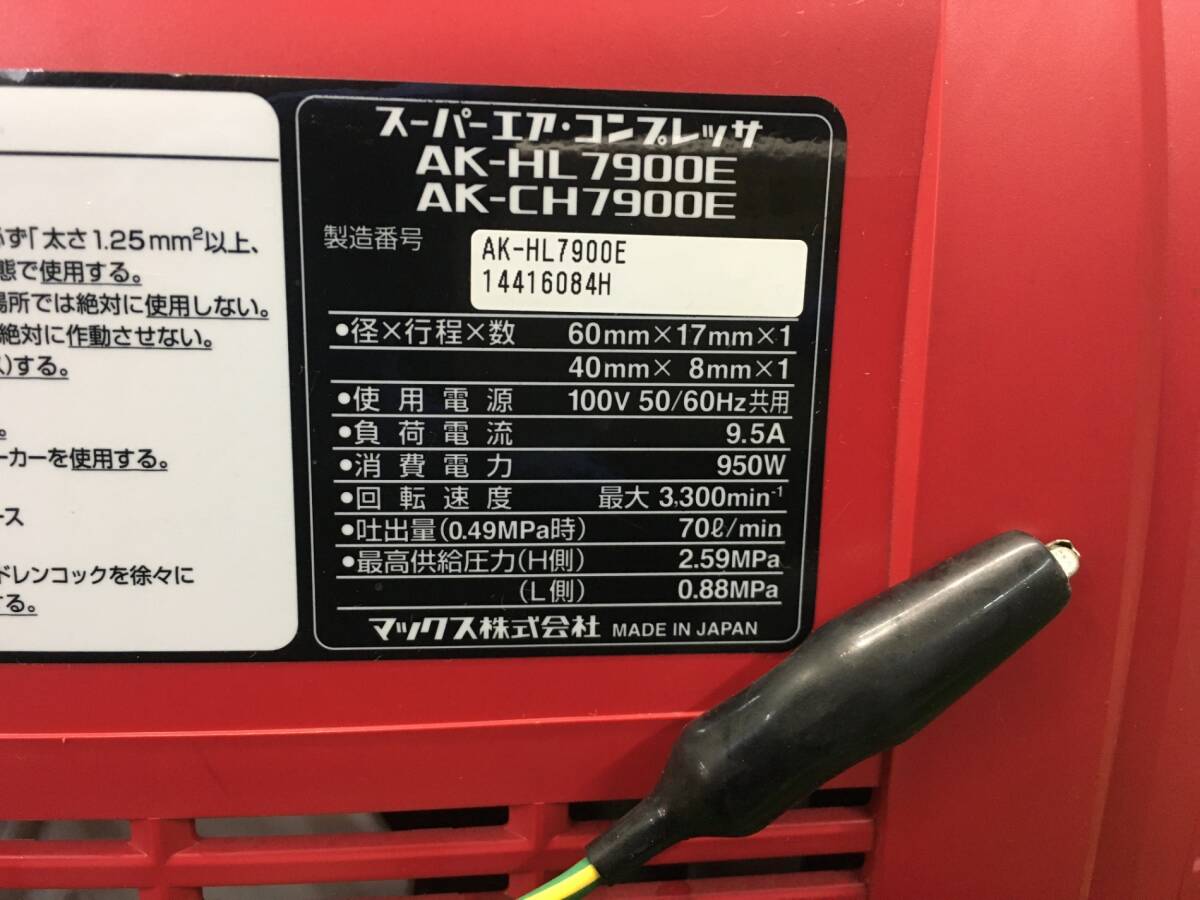 ず「太さ1.25mm²以上、
態で使用する。
場所では絶対に使用しない。
絶対に作動させない。
)する。
。
ーカーを使用する。
ース
ドレンコックを徐々に
する。
スーパーエア・コンプレッサ
AK-HL7900E
AK-CH7900E
製造番号
AK-HL7900E
14416084H
●径×行程×数 60mm×17mm×1
40mm× 8mm×1
●使用電源 100V 50/60Hz共用
●負荷電流 9.5A
●消費電力 950W
●回転速度 最大 3,300min⁻¹
●吐出量(0.49MPa時) 70ℓ/min
●最高供給圧力(H側) 2.59MPa
(L側) 0.88MPa
マックス株式会社 MADE IN JAPAN